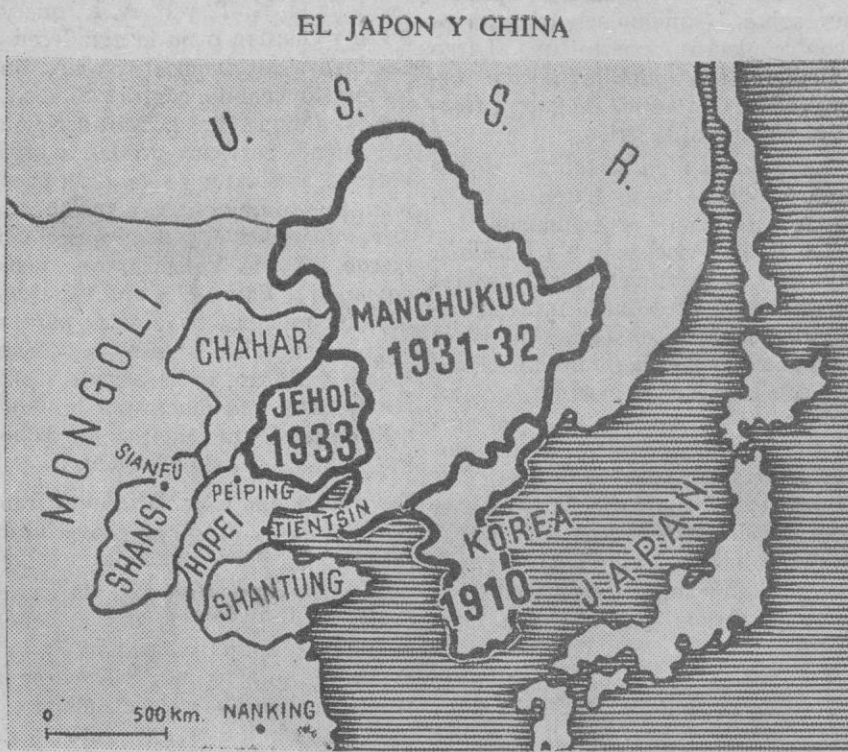 EL JAPON Y CHINA
U. S. S. R.
MANCHUKUO
1931-32
CHAHAR
MONGOLI
JEHOL
1933
SIANFU
PEIPING
TIENTSIN
SHANSI
HOPEI
SHANTUNG
KOREA
1910
JAPAN
0 500 km.
NANKING